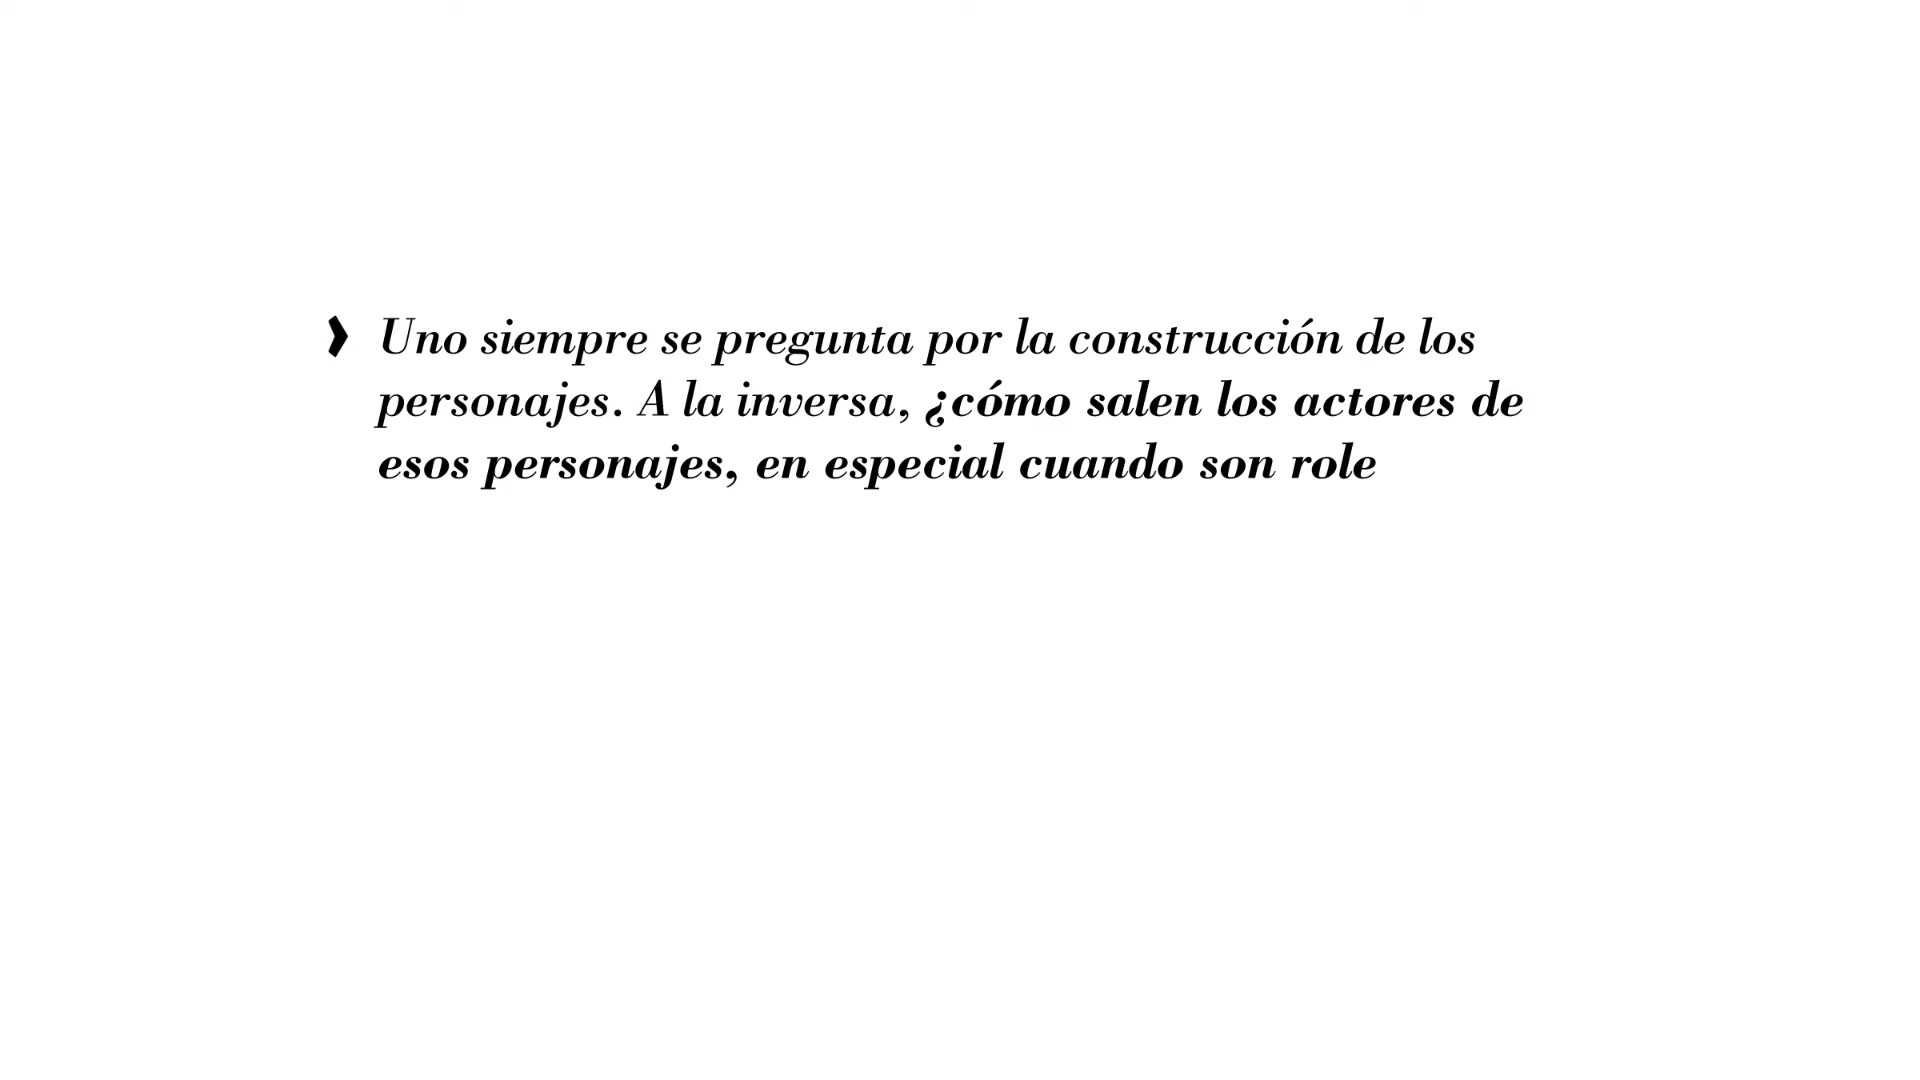 › Uno siempre se pregunta por la construcción de los
personajes. A la inversa, ¿cómo salen los actores de
esos personajes, en especial cuando son role